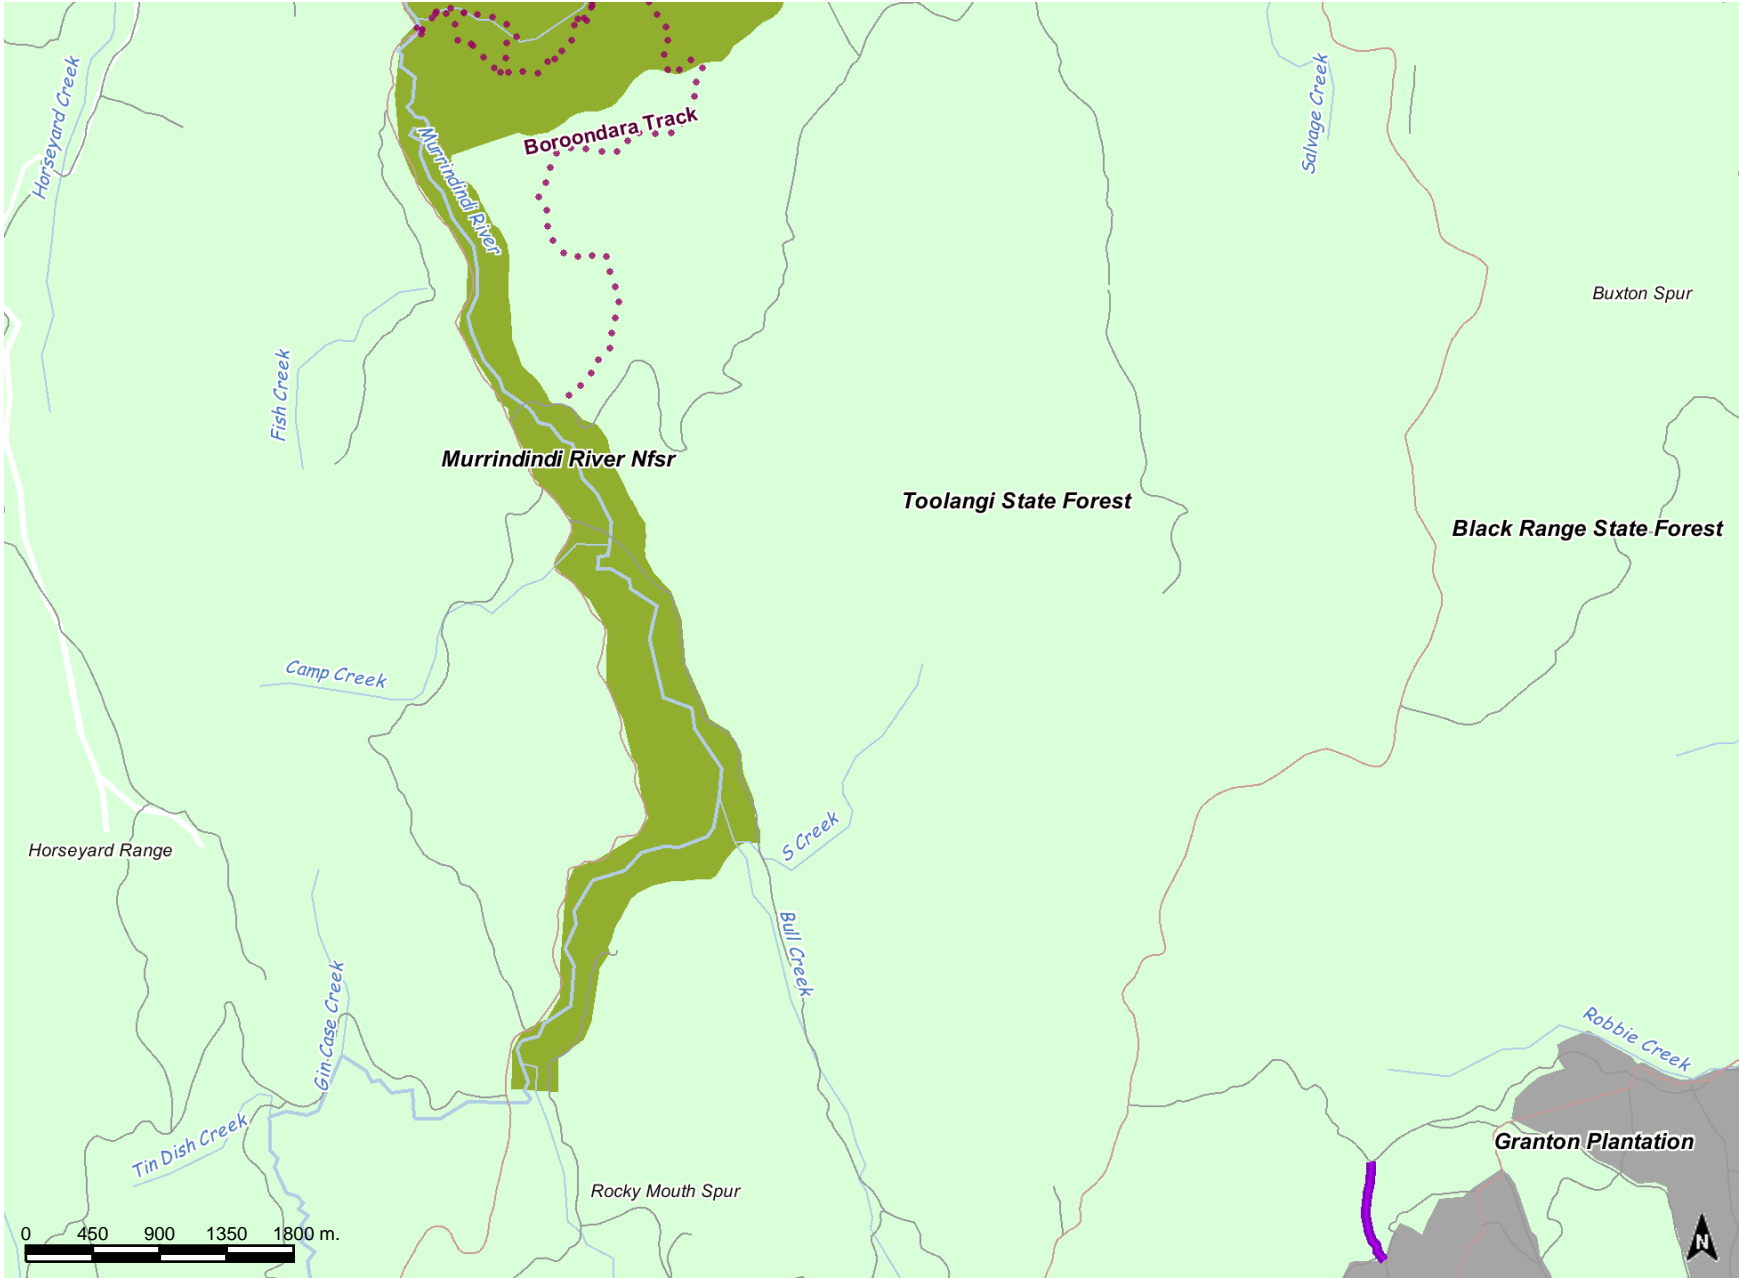 Horseyard Creek
Salvage Creek
Boroondara Track
Murrindindi River
Buxton Spur
Fish Creek
Murrindindi River Nfsr
Toolangi State Forest
Black Range State Forest
Camp Creek
S Creek
Horseyard Range
Bull Creek
Gin Case Creek
Robbie Creek
Tin Dish Creek
Granton Plantation
Rocky Mouth Spur
0 450 900 1350 1800 m.
N